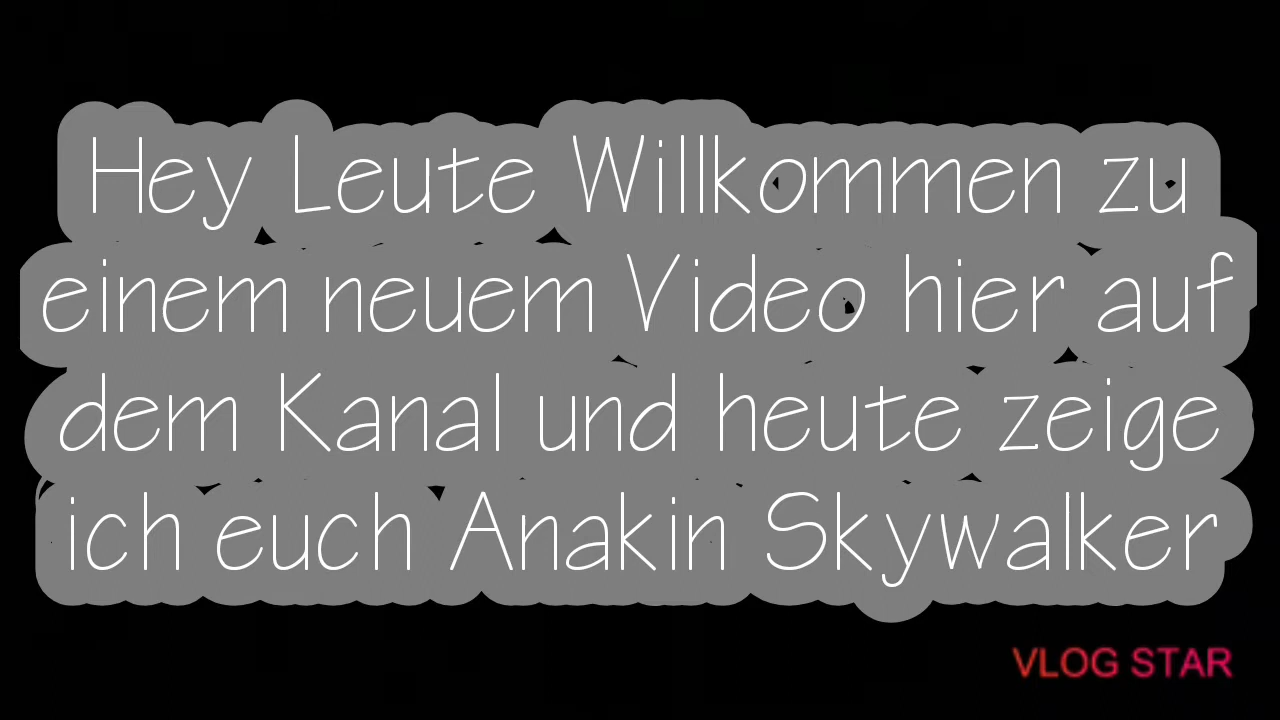 Hey Leute Willkommen zu
einem neuem Video hier auf
dem Kanal und heute zeige
ich euch Anakin Skywalker
VLOG STAR